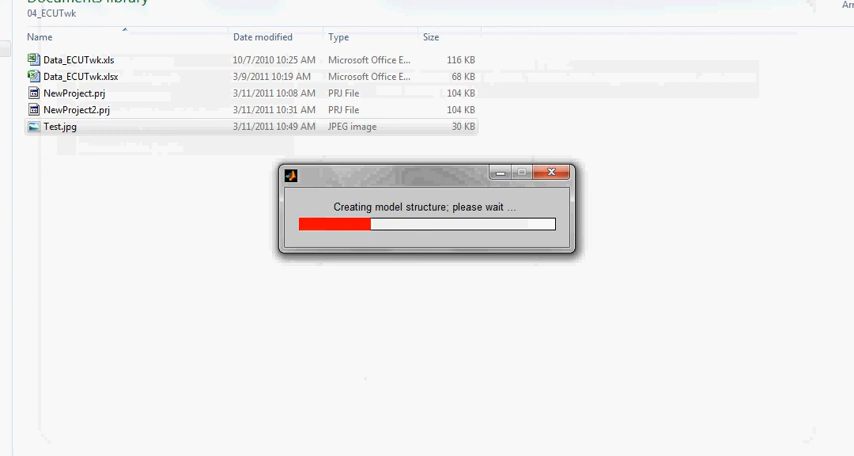 Documents library
04_ECUTwk
Arr
Name Date modified Type Size
Data_ECUTwk.xls 10/7/2010 10:25 AM Microsoft Office E... 116 KB
Data_ECUTwk.xlsx 3/9/2011 10:19 AM Microsoft Office E... 68 KB
NewProject.prj 3/11/2011 10:08 AM PRJ File 104 KB
NewProject2.prj 3/11/2011 10:31 AM PRJ File 104 KB
Test.jpg 3/11/2011 10:49 AM JPEG image 30 KB
Creating model structure; please wait ...